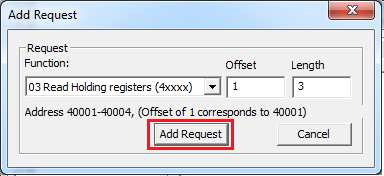 Add Request
Request
Function: Offset Length
03 Read Holding registers (4xxxx) 1 3
Address 40001-40004, (Offset of 1 corresponds to 40001)
Add Request Cancel